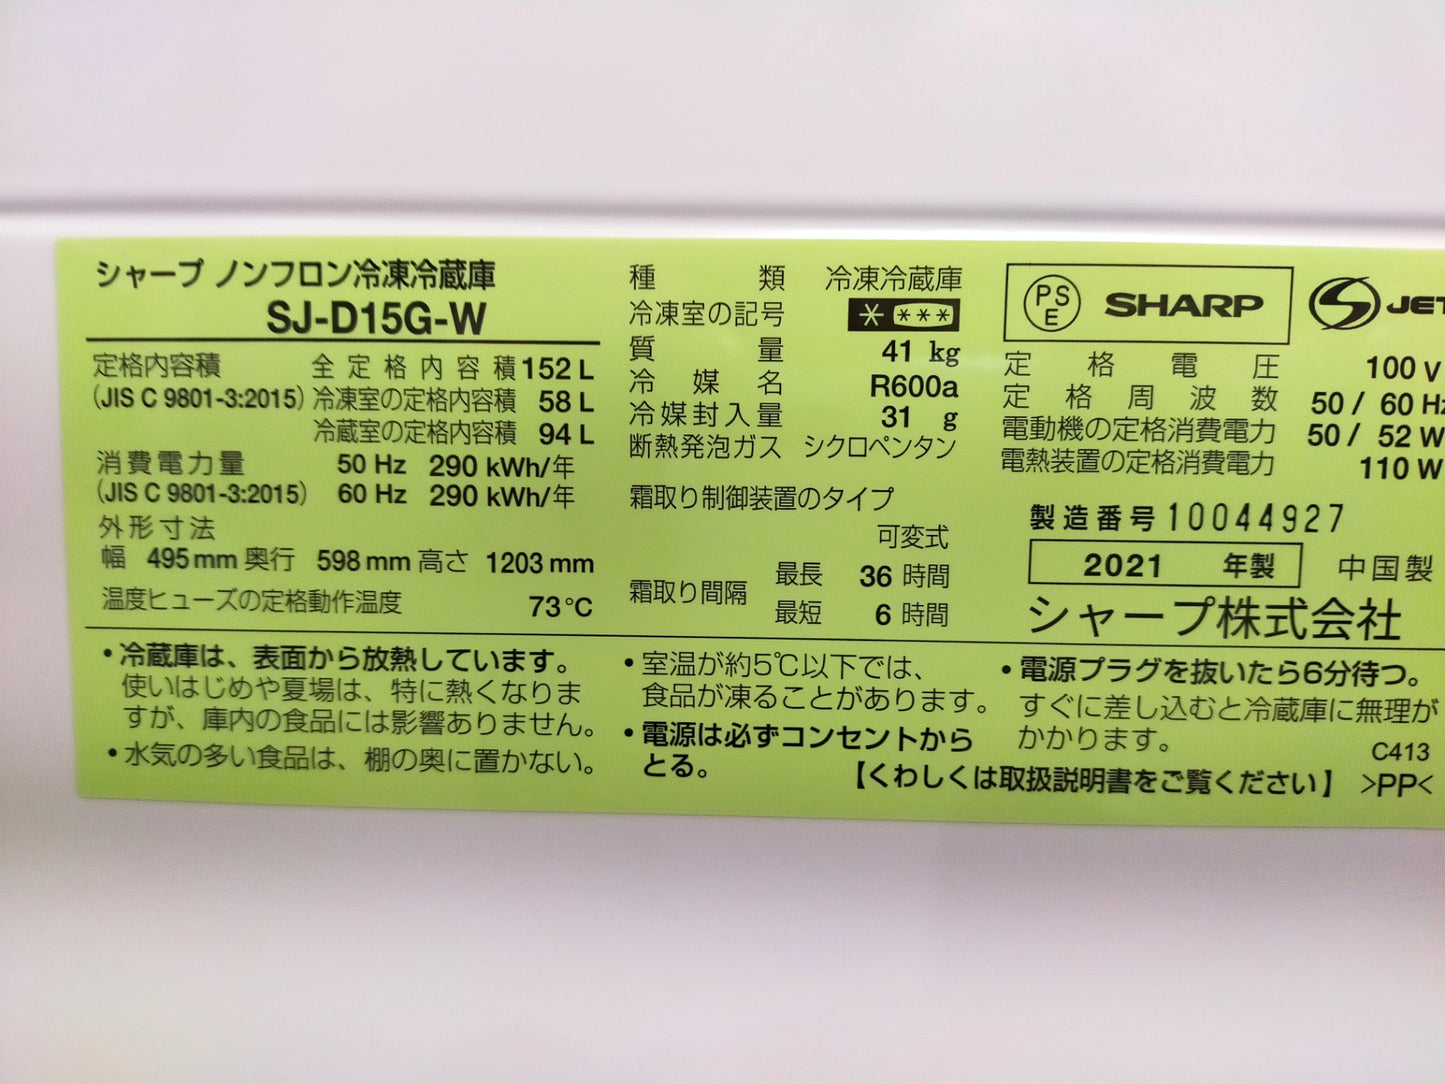 シャープ ノンフロン冷凍冷蔵庫
SJ-D15G-W
定格内容積 全定格内容積 152 L
(JIS C 9801-3:2015) 冷凍室の定格内容積 58 L
冷蔵室の定格内容積 94 L
消費電力量 50 Hz 290 kWh/年
(JIS C 9801-3:2015) 60 Hz 290 kWh/年
外形寸法
幅 495 mm 奥行 598 mm 高さ 1203 mm
温度ヒューズの定格動作温度 73℃
種類 冷凍冷蔵庫
冷凍室の記号 * ***
質量 41 kg
冷媒名 R600a
冷媒封入量 31 g
断熱発泡ガス シクロペンタン
霜取り制御装置のタイプ
可変式
霜取り間隔 最長 36 時間
最短 6 時間
PSE SHARP JET
定格電圧 100 V
定格周波数 50 / 60 Hz
電動機の定格消費電力 50 / 52 W
電熱装置の定格消費電力 110 W
製造番号 10044927
2021 年製 中国製
シャープ株式会社
•冷蔵庫は、表面から放熱しています。
使いはじめや夏場は、特に熱くなりま
すが、庫内の食品には影響ありません。
•水気の多い食品は、棚の奥に置かない。
•室温が約5℃以下では、
食品が凍ることがあります。
•電源は必ずコンセントから
とる。
•電源プラグを抜いたら6分待つ。
すぐに差し込むと冷蔵庫に無理が
かかります。
C413
【くわしくは取扱説明書をご覧ください】 >PP<